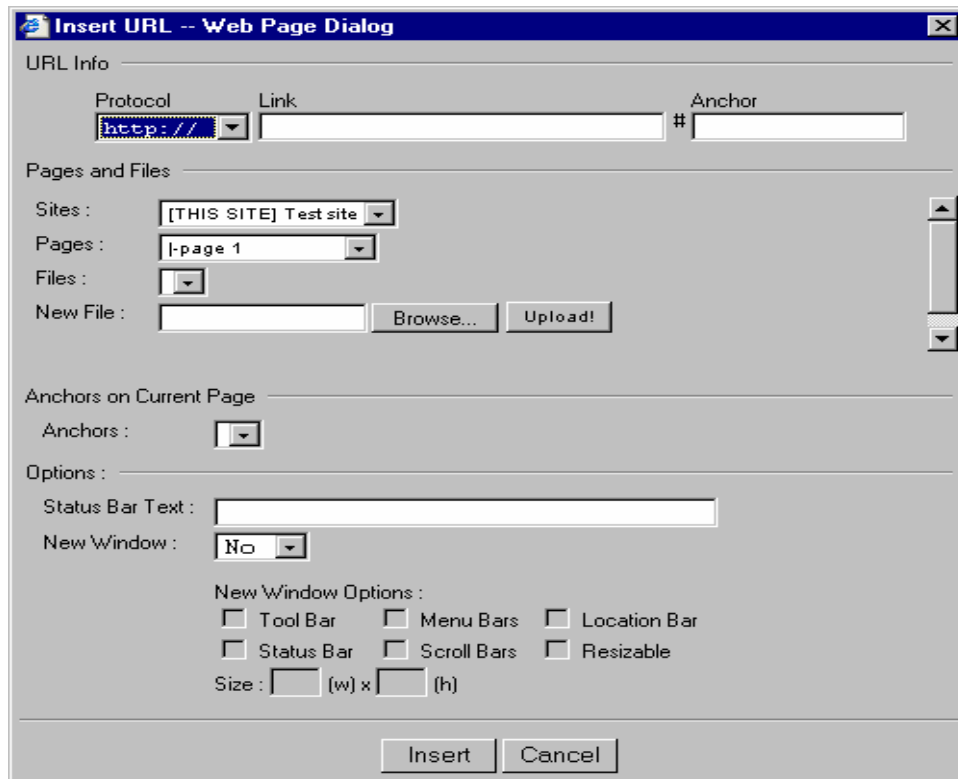 Insert URL -- Web Page Dialog
URL Info
Protocol Link Anchor
http:// #
Pages and Files
Sites : [THIS SITE] Test site
Pages : |-page 1
Files :
New File : Browse... Upload!
Anchors on Current Page
Anchors :
Options :
Status Bar Text :
New Window : No
New Window Options :
Tool Bar Menu Bars Location Bar
Status Bar Scroll Bars Resizable
Size : (w) x (h)
Insert Cancel